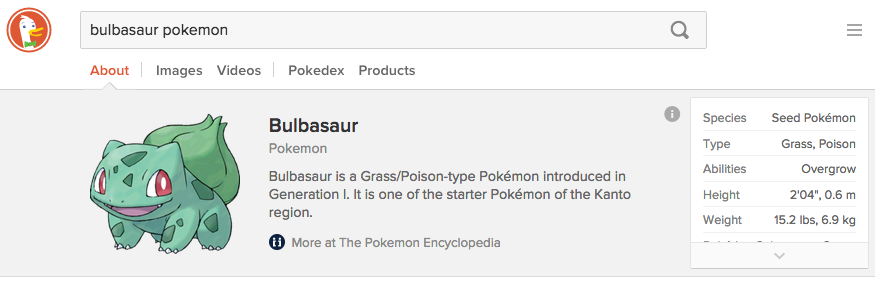 bulbasaur pokemon
About Images Videos Pokedex Products
Bulbasaur
Pokemon
Bulbasaur is a Grass/Poison-type Pokémon introduced in
Generation I. It is one of the starter Pokémon of the Kanto
region.
More at The Pokemon Encyclopedia
Species Seed Pokémon
Type Grass, Poison
Abilities Overgrow
Height 2'04", 0.6 m
Weight 15.2 lbs, 6.9 kg